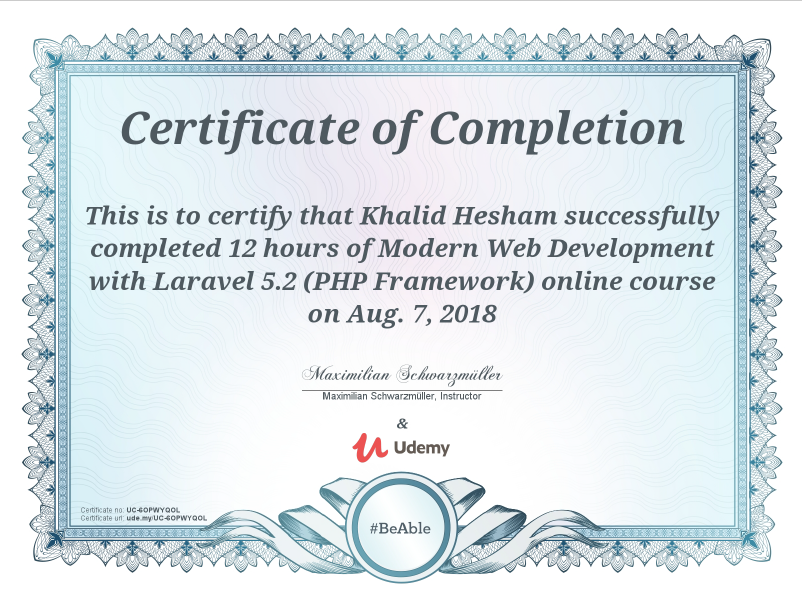 Certificate of Completion
This is to certify that Khalid Hesham successfully
completed 12 hours of Modern Web Development
with Laravel 5.2 (PHP Framework) online course
on Aug. 7, 2018
Maximilian Schwarzmüller
Maximilian Schwarzmüller, Instructor
&
Udemy
Certificate no: UC-6OPWYQOL
Certificate url: ude.my/UC-6OPWYQOL
#BeAble